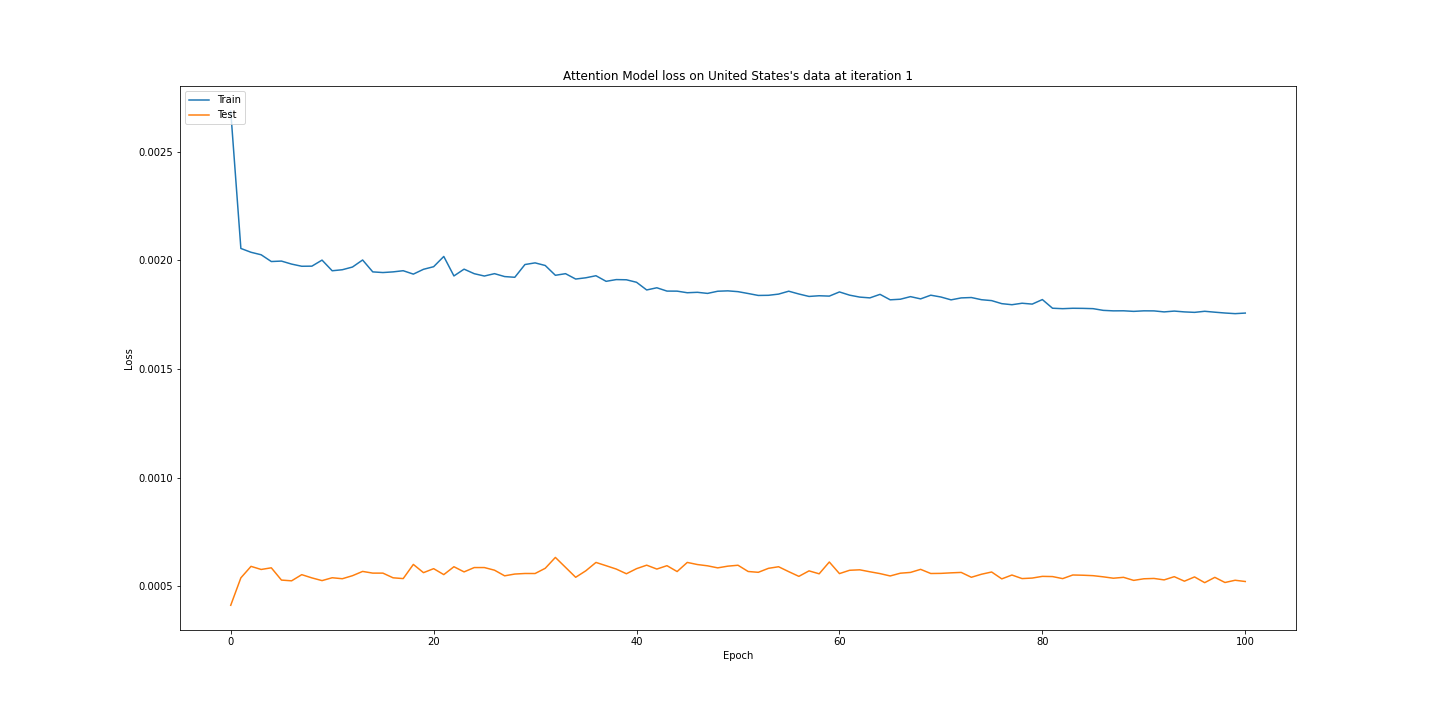 Attention Model loss on United States's data at iteration 1
Train
Test
0.0025
0.0020
0.0015
0.0010
0.0005
Loss
0 20 40 60 80 100
Epoch